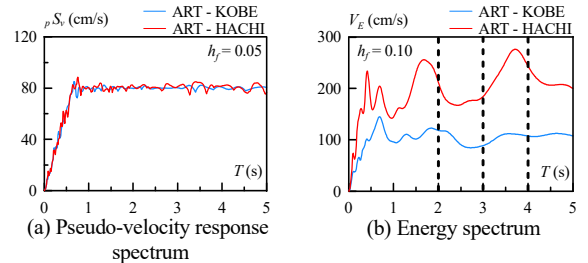 pSv (cm/s)
ART - KOBE
ART - HACHI
hf = 0.05
120
80
40
0
T (s)
0 1 2 3 4 5
(a) Pseudo-velocity response
spectrum
VE (cm/s)
ART - KOBE
ART - HACHI
hf = 0.10
300
200
100
0
T (s)
0 1 2 3 4 5
(b) Energy spectrum